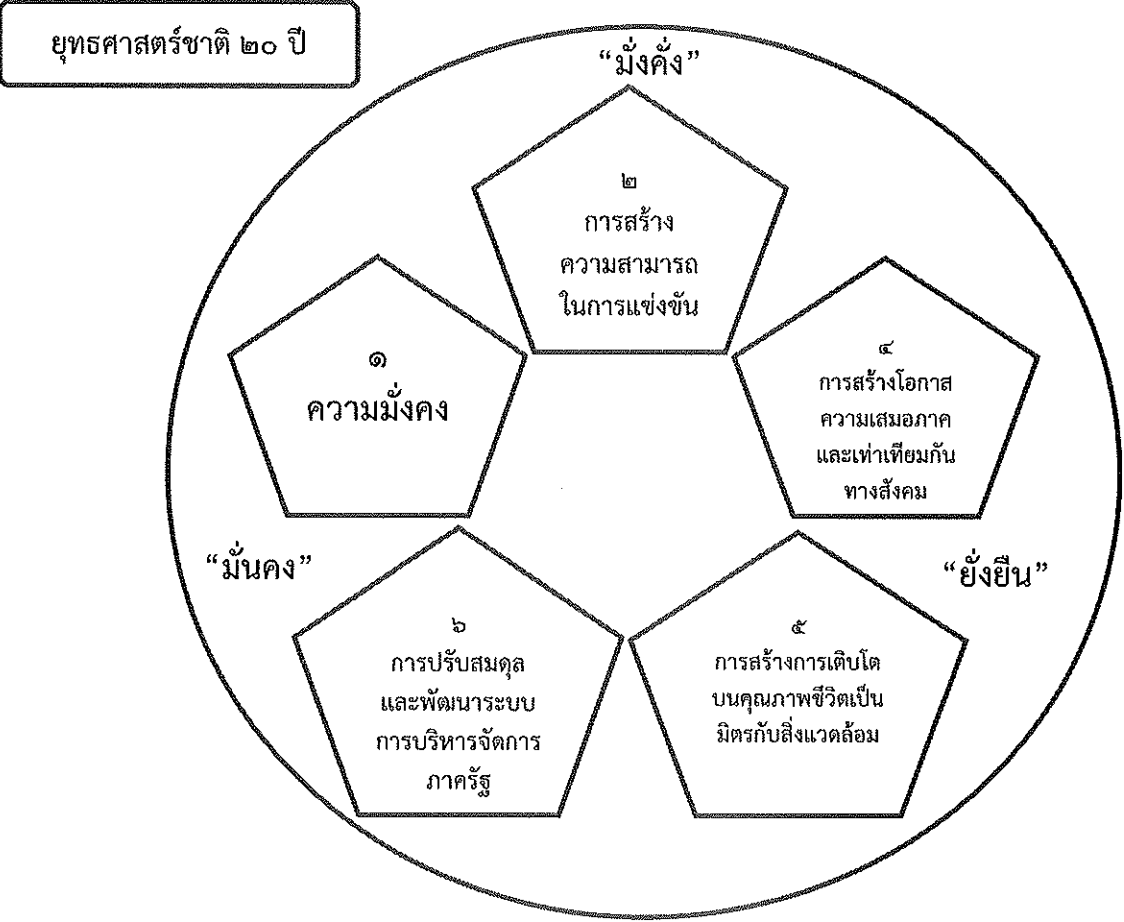 ยุทธศาสตร์ชาติ ๒๐ ปี
“มั่งคั่ง”
๒
การสร้าง
ความสามารถ
ในการแข่งขัน
๑
ความมั่งคง
๔
การสร้างโอกาส
ความเสมอภาค
และเท่าเทียมกัน
ทางสังคม
“มั่นคง”
“ยั่งยืน”
๖
การปรับสมดุล
และพัฒนาระบบ
การบริหารจัดการ
ภาครัฐ
๕
การสร้างการเติบโต
บนคุณภาพชีวิตเป็น
มิตรกับสิ่งแวดล้อม